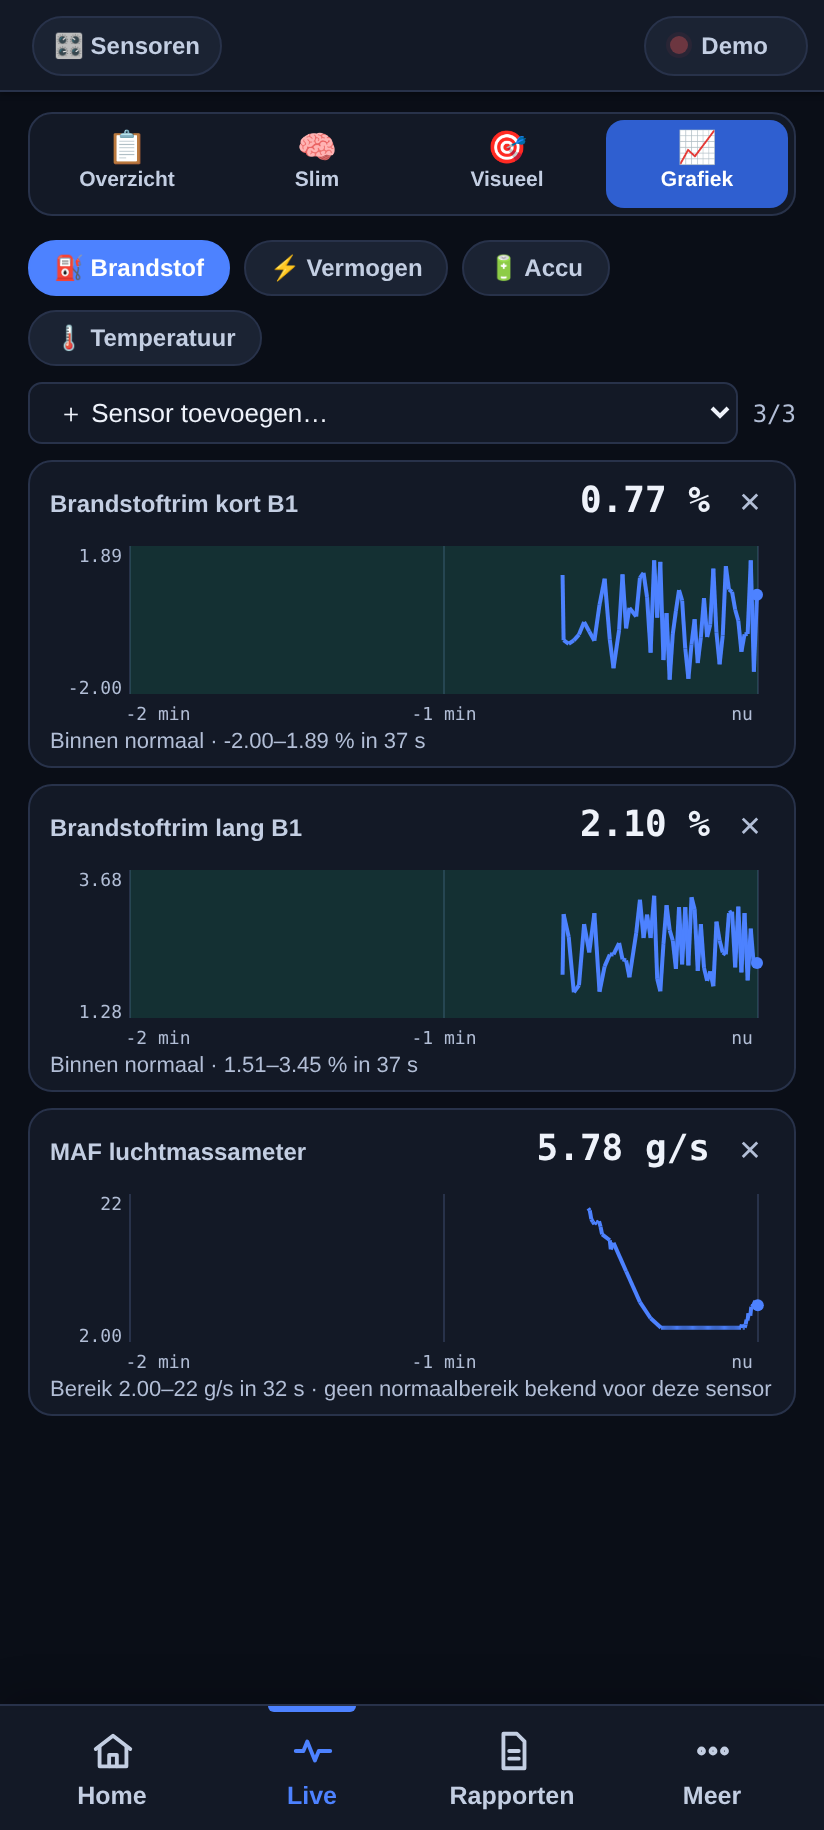 Sensoren
Demo
Overzicht
Slim
Visueel
Grafiek
Brandstof
Vermogen
Accu
Temperatuur
+ Sensor toevoegen…
3/3
Brandstoftrim kort B1
0.77 %
×
1.89
-2.00
-2 min
-1 min
nu
Binnen normaal · -2.00–1.89 % in 37 s
Brandstoftrim lang B1
2.10 %
×
3.68
1.28
-2 min
-1 min
nu
Binnen normaal · 1.51–3.45 % in 37 s
MAF luchtmassameter
5.78 g/s
×
22
2.00
-2 min
-1 min
nu
Bereik 2.00–22 g/s in 32 s · geen normaalbereik bekend voor deze sensor
Home
Live
Rapporten
Meer